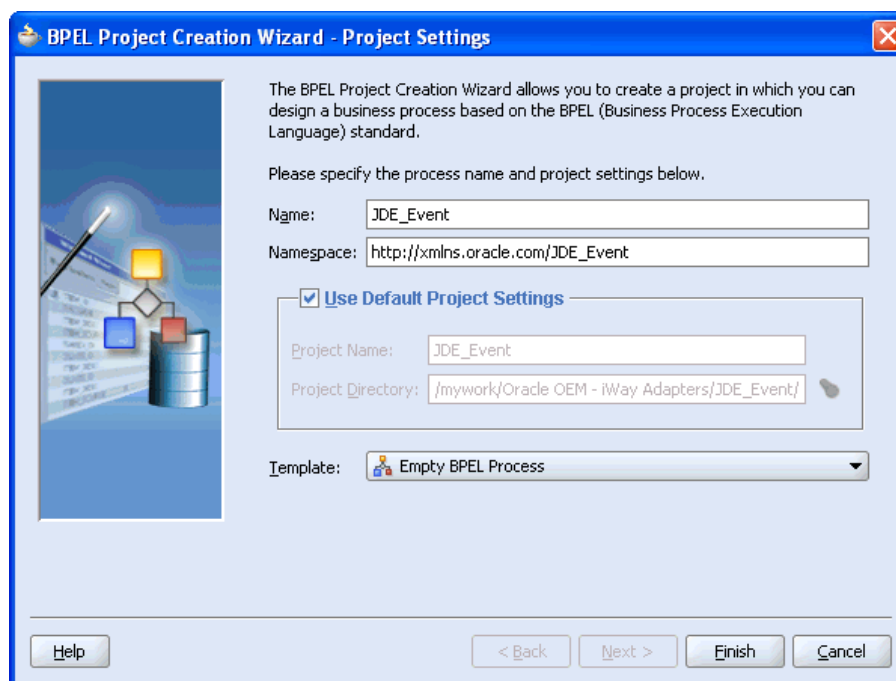 BPEL Project Creation Wizard - Project Settings
The BPEL Project Creation Wizard allows you to create a project in which you can
design a business process based on the BPEL (Business Process Execution
Language) standard.
Please specify the process name and project settings below.
Name: JDE_Event
Namespace: http://xmlns.oracle.com/JDE_Event
Use Default Project Settings
Project Name: JDE_Event
Project Directory: /mywork/Oracle OEM - iWay Adapters/JDE_Event/
Template: Empty BPEL Process
Help < Back Next > Finish Cancel